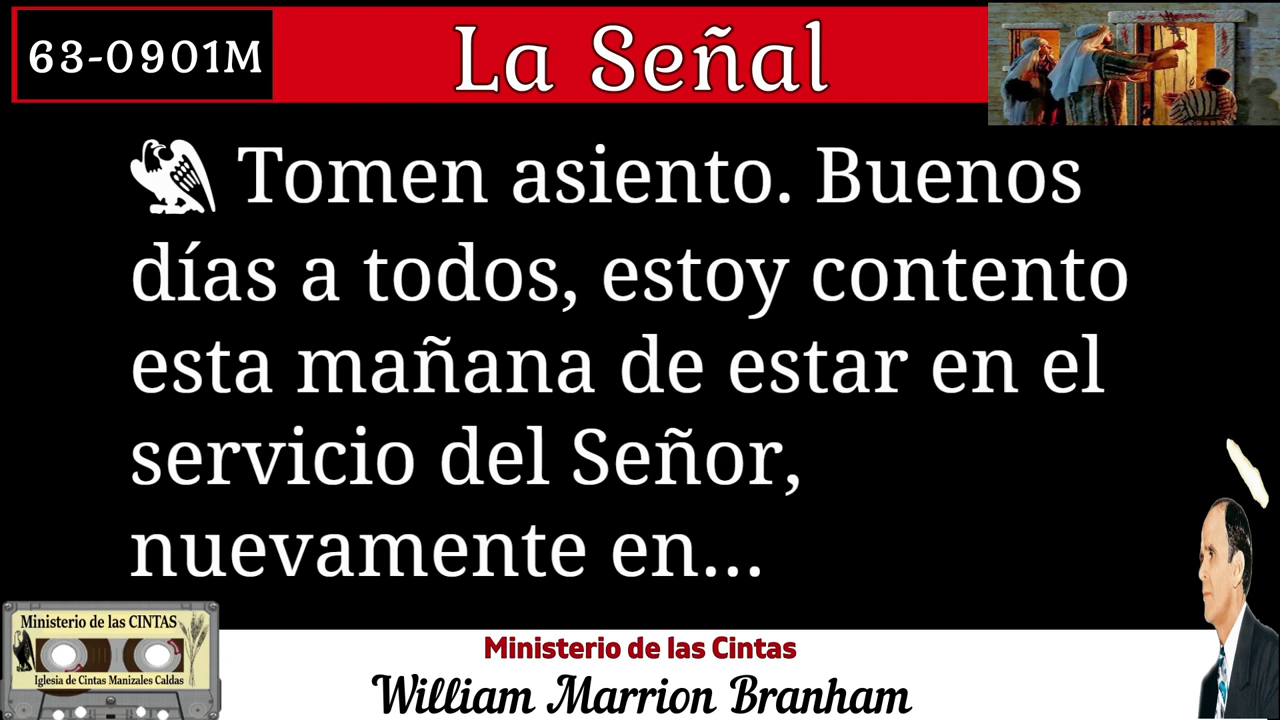 63-0901M
La Señal
Tomen asiento. Buenos
días a todos, estoy contento
esta mañana de estar en el
servicio del Señor,
nuevamente en...
Ministerio de las CINTAS
Iglesia de Cintas Manizales Caldas
Ministerio de las Cintas
William Marrion Branham